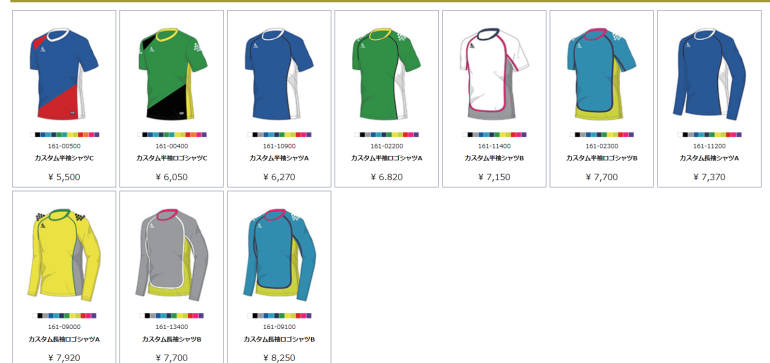 161-00500
カスタム半袖シャツC
¥ 5,500
161-00400
カスタム半袖ロゴシャツC
¥ 6,050
161-10900
カスタム半袖シャツA
¥ 6,270
161-02200
カスタム半袖ロゴシャツA
¥ 6.820
161-11400
カスタム半袖シャツB
¥ 7,150
161-02300
カスタム半袖ロゴシャツB
¥ 7,700
161-11200
カスタム長袖シャツA
¥ 7,370
161-09000
カスタム長袖ロゴシャツA
¥ 7,920
161-13400
カスタム長袖シャツB
¥ 7,700
161-09100
カスタム長袖ロゴシャツB
¥ 8,250